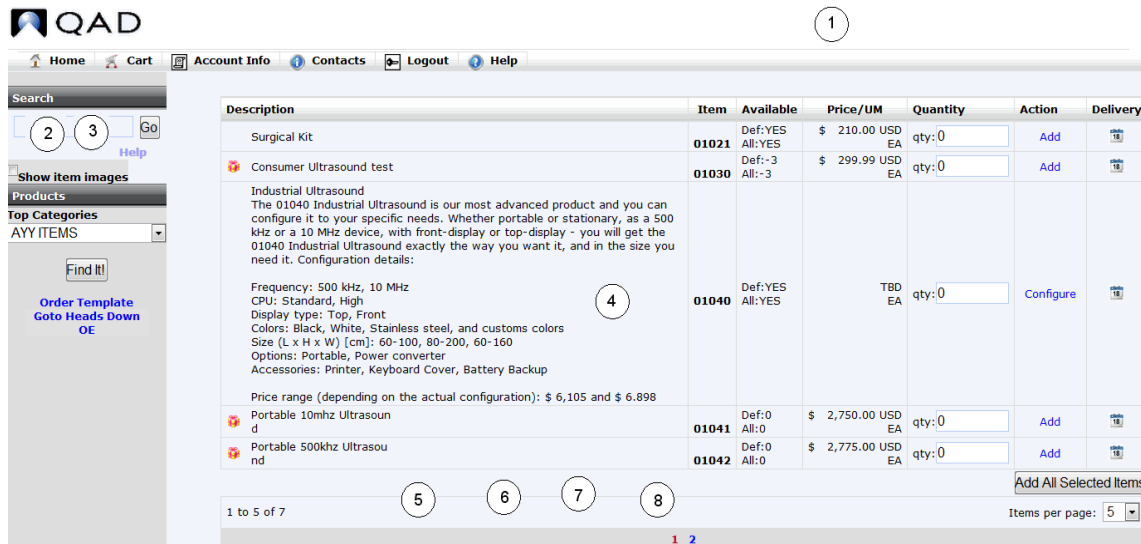 QAD
1
Home Cart Account Info Contacts Logout Help
Search
2 3 Go
Help
Show item images
Products
Top Categories
AYY ITEMS
Find It!
Order Template
Goto Heads Down
OE
Description Item Available Price/UM Quantity Action Delivery
Surgical Kit 01021 Def:YES All:YES $ 210.00 USD EA qty: 0 Add 18
Consumer Ultrasound test 01030 Def:-3 All:-3 $ 299.99 USD EA qty: 0 Add 18
Industrial Ultrasound
The 01040 Industrial Ultrasound is our most advanced product and you can
configure it to your specific needs. Whether portable or stationary, as a 500
kHz or a 10 MHz device, with front-display or top-display - you will get the
01040 Industrial Ultrasound exactly the way you want it, and in the size you
need it. Configuration details:
Frequency: 500 kHz, 10 MHz
CPU: Standard, High
Display type: Top, Front
Colors: Black, White, Stainless steel, and customs colors
Size (L x H x W) [cm]: 60-100, 80-200, 60-160
Options: Portable, Power converter
Accessories: Printer, Keyboard Cover, Battery Backup
Price range (depending on the actual configuration): $ 6,105 and $ 6.898
4
01040 Def:YES All:YES TBD EA qty: 0 Configure 18
Portable 10mhz Ultrasoun
d
01041 Def:0 All:0 $ 2,750.00 USD EA qty: 0 Add 18
Portable 500khz Ultrasou
nd
01042 Def:0 All:0 $ 2,775.00 USD EA qty: 0 Add 18
Add All Selected Items
5 6 7 8
1 to 5 of 7 Items per page: 5
1 2